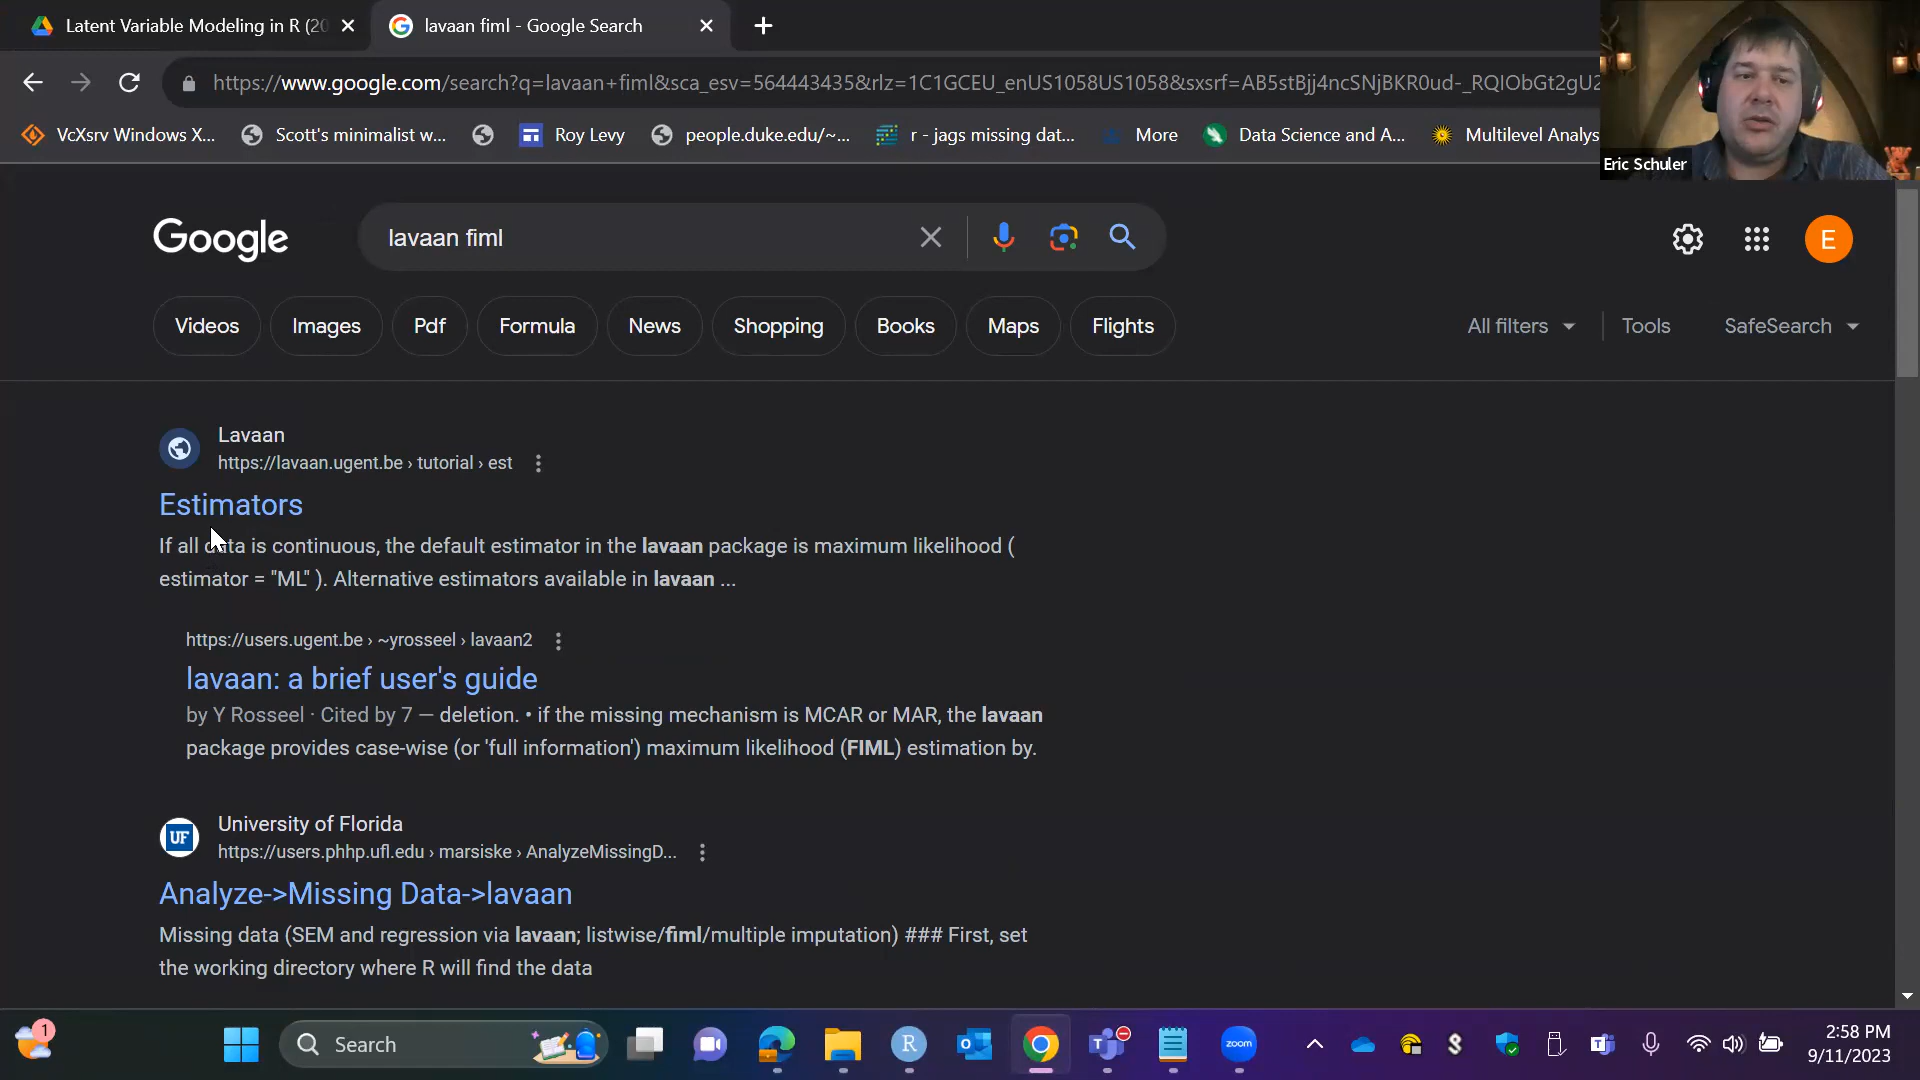 Latent Variable Modeling in R (20
lavaan fiml - Google Search
https://www.google.com/search?q=lavaan+fiml&sca_esv=564443435&rlz=1C1GCEU_enUS1058US1058&sxsrf=AB5stBjj4ncSNjBKR0ud-_RQIObGt2gU2
VcXsrv Windows X...
Scott's minimalist w...
Roy Levy
people.duke.edu/~...
r - jags missing dat...
More
Data Science and A...
Multilevel Analys
Eric Schuler
Google
lavaan fiml
E
Videos
Images
Pdf
Formula
News
Shopping
Books
Maps
Flights
All filters
Tools
SafeSearch
Lavaan
https://lavaan.ugent.be › tutorial › est
Estimators
If all data is continuous, the default estimator in the lavaan package is maximum likelihood (
estimator = "ML" ). Alternative estimators available in lavaan ...
https://users.ugent.be › ~yrosseel › lavaan2
lavaan: a brief user's guide
by Y Rosseel · Cited by 7 — deletion. • if the missing mechanism is MCAR or MAR, the lavaan
package provides case-wise (or 'full information') maximum likelihood (FIML) estimation by.
UF
University of Florida
https://users.phhp.ufl.edu › marsiske › AnalyzeMissingD...
Analyze->Missing Data->lavaan
Missing data (SEM and regression via lavaan; listwise/fiml/multiple imputation) ### First, set
the working directory where R will find the data
1
Search
R
zoom
2:58 PM
9/11/2023